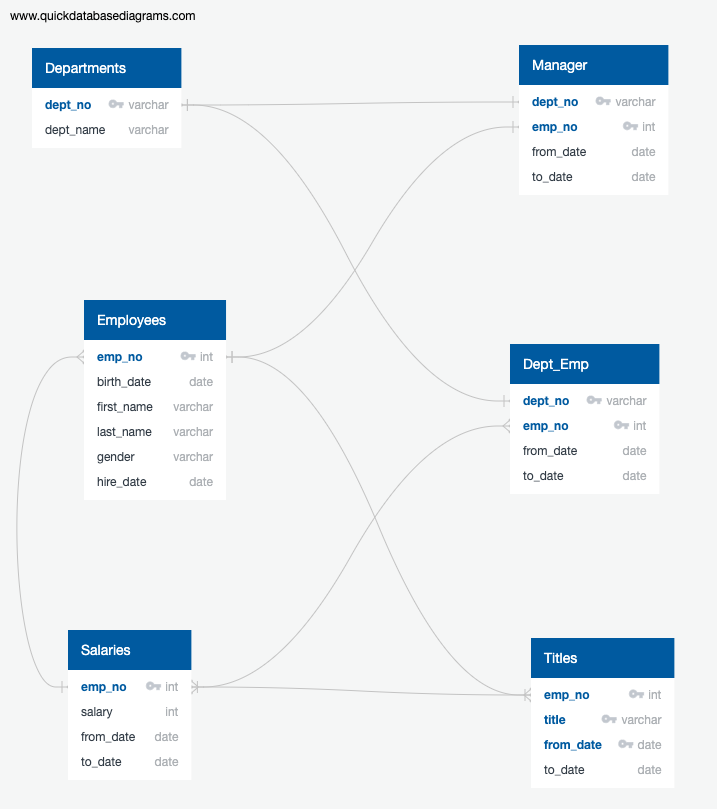 www.quickdatabasediagrams.com
Departments
dept_no varchar
dept_name varchar
Manager
dept_no varchar
emp_no int
from_date date
to_date date
Employees
emp_no int
birth_date date
first_name varchar
last_name varchar
gender varchar
hire_date date
Dept_Emp
dept_no varchar
emp_no int
from_date date
to_date date
Salaries
emp_no int
salary int
from_date date
to_date date
Titles
emp_no int
title varchar
from_date date
to_date date